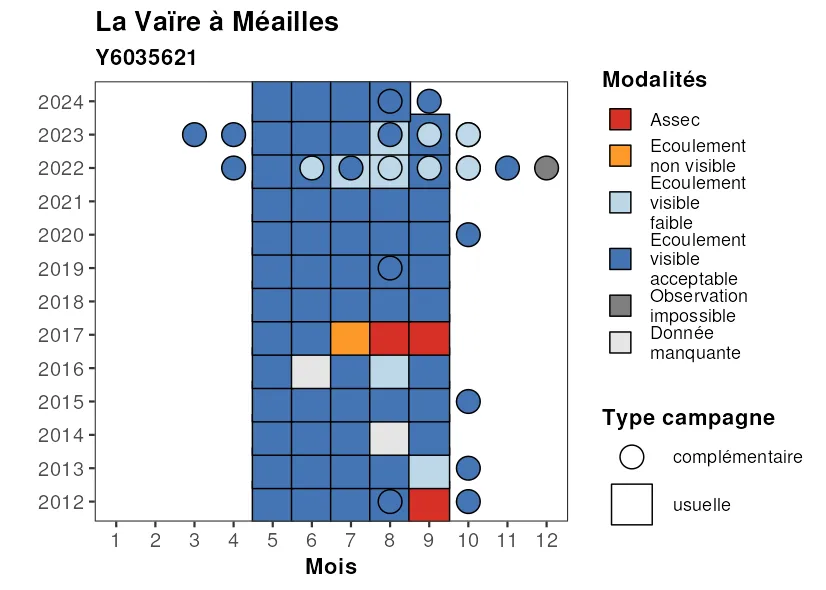 La Vaïre à Méailles
Y6035621
2024
2023
2022
2021
2020
2019
2018
2017
2016
2015
2014
2013
2012
1 2 3 4 5 6 7 8 9 10 11 12
Mois
Modalités
Assec
Ecoulement
non visible
Ecoulement
visible
faible
Ecoulement
visible
acceptable
Observation
impossible
Donnée
manquante
Type campagne
complémentaire
usuelle